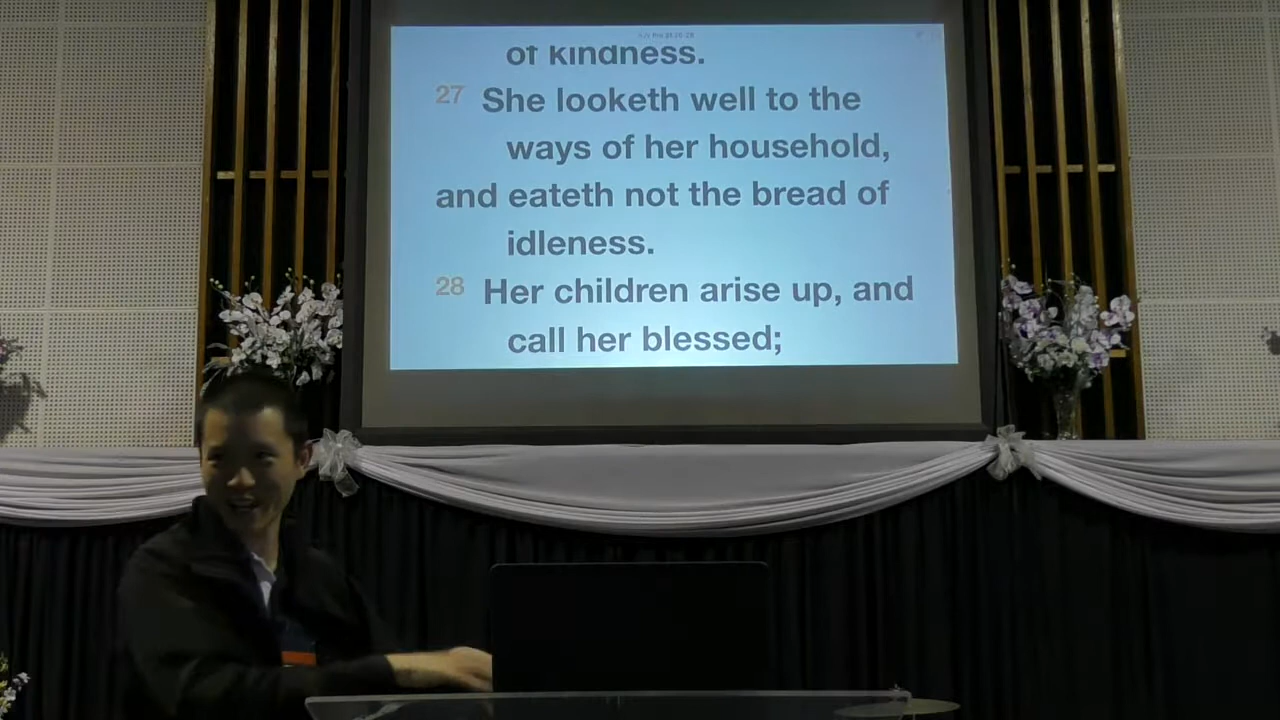 of kindness.
27 She looketh well to the
ways of her household,
and eateth not the bread of
idleness.
28 Her children arise up, and
call her blessed;